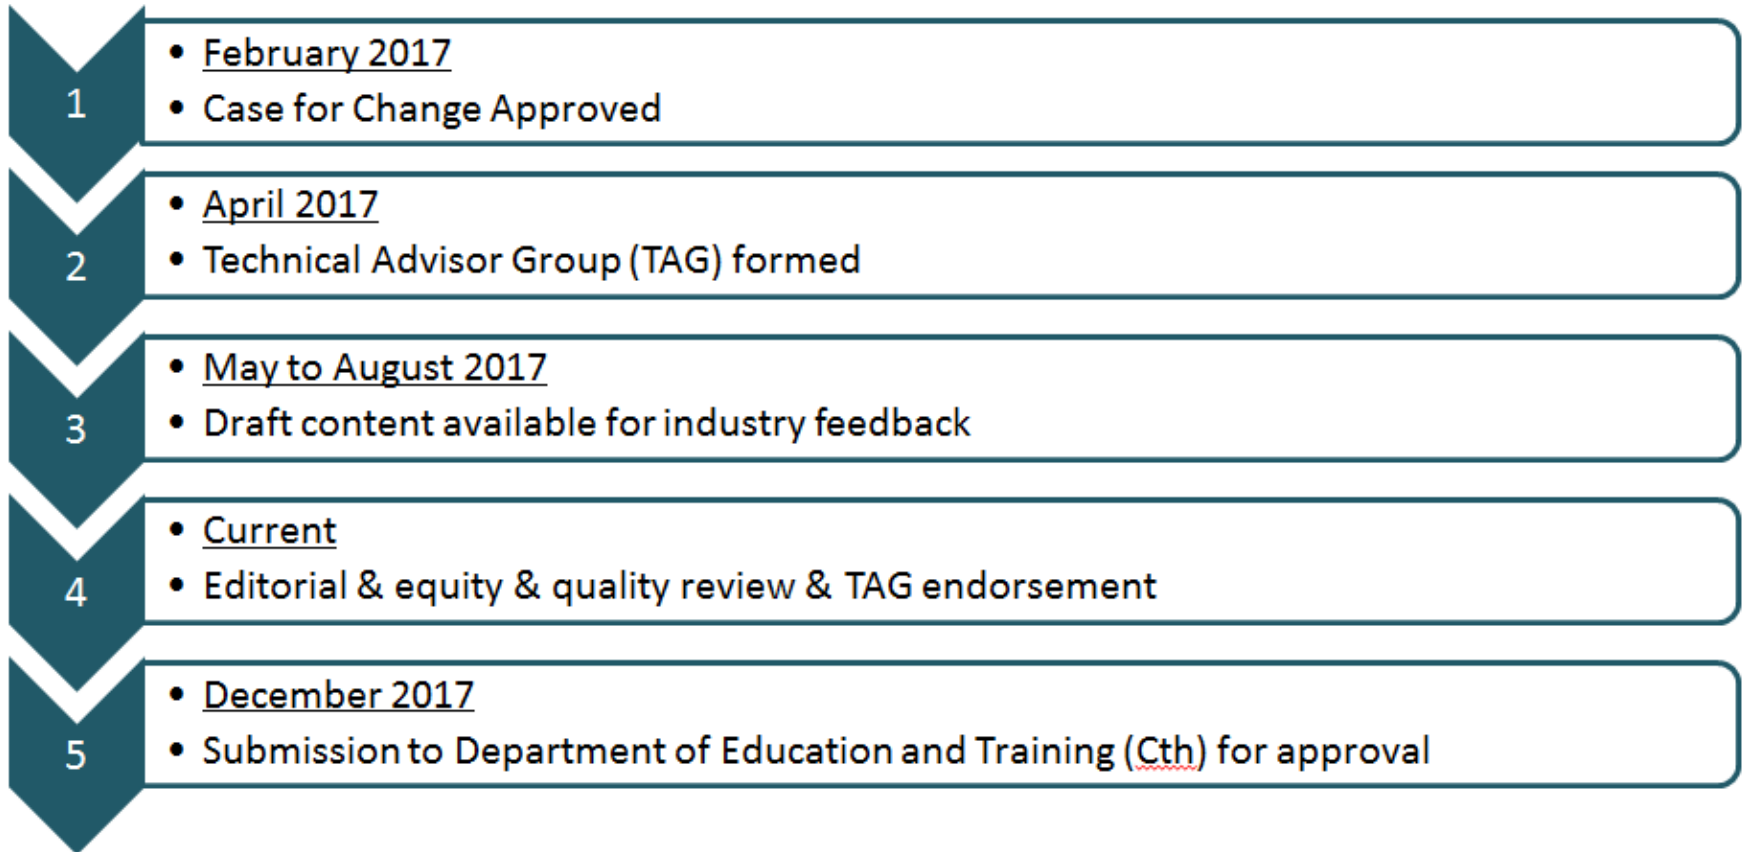 1
• February 2017
• Case for Change Approved
2
• April 2017
• Technical Advisor Group (TAG) formed
3
• May to August 2017
• Draft content available for industry feedback
4
• Current
• Editorial & equity & quality review & TAG endorsement
5
• December 2017
• Submission to Department of Education and Training (Cth) for approval